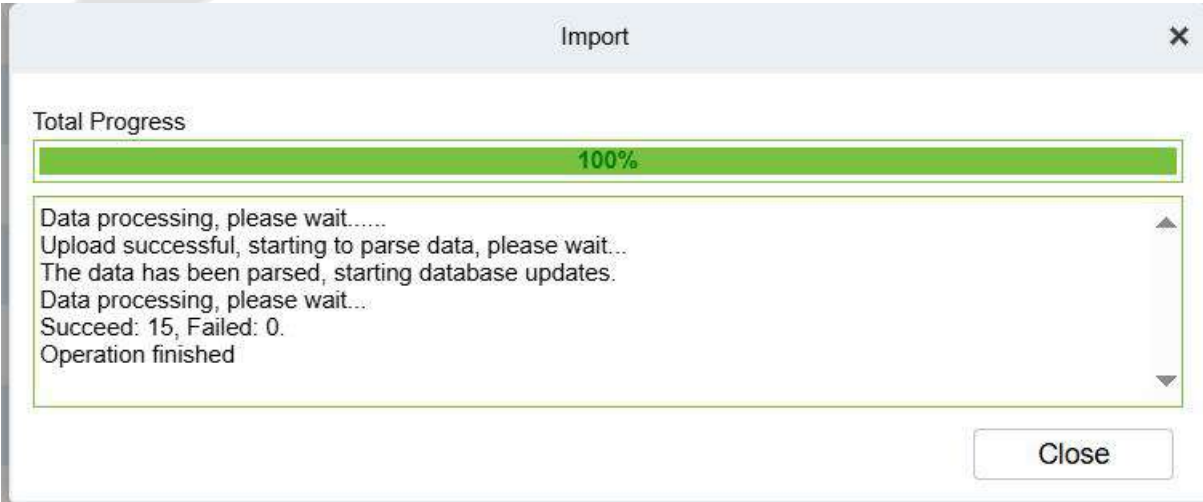 Import
Total Progress
100%
Data processing, please wait......
Upload successful, starting to parse data, please wait...
The data has been parsed, starting database updates.
Data processing, please wait...
Succeed: 15, Failed: 0.
Operation finished
Close